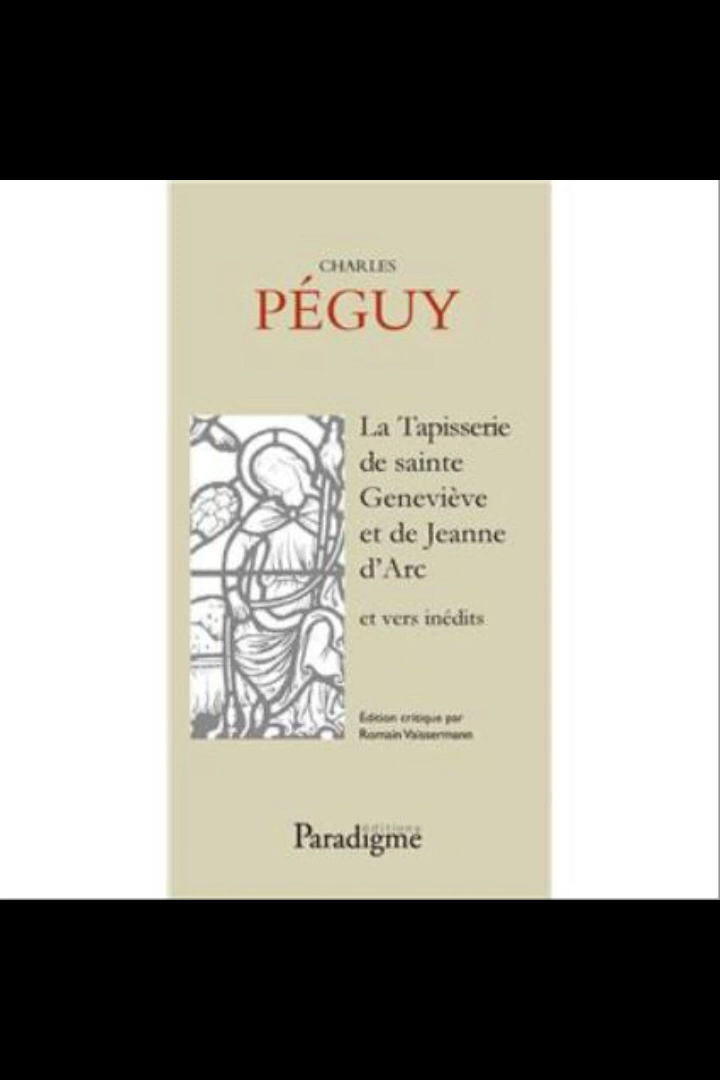 CHARLES
PÉGUY
La Tapisserie
de sainte
Geneviève
et de Jeanne
d'Arc
et vers inédits
Édition critique par
Romain Vaissermann
éditions
Paradigme